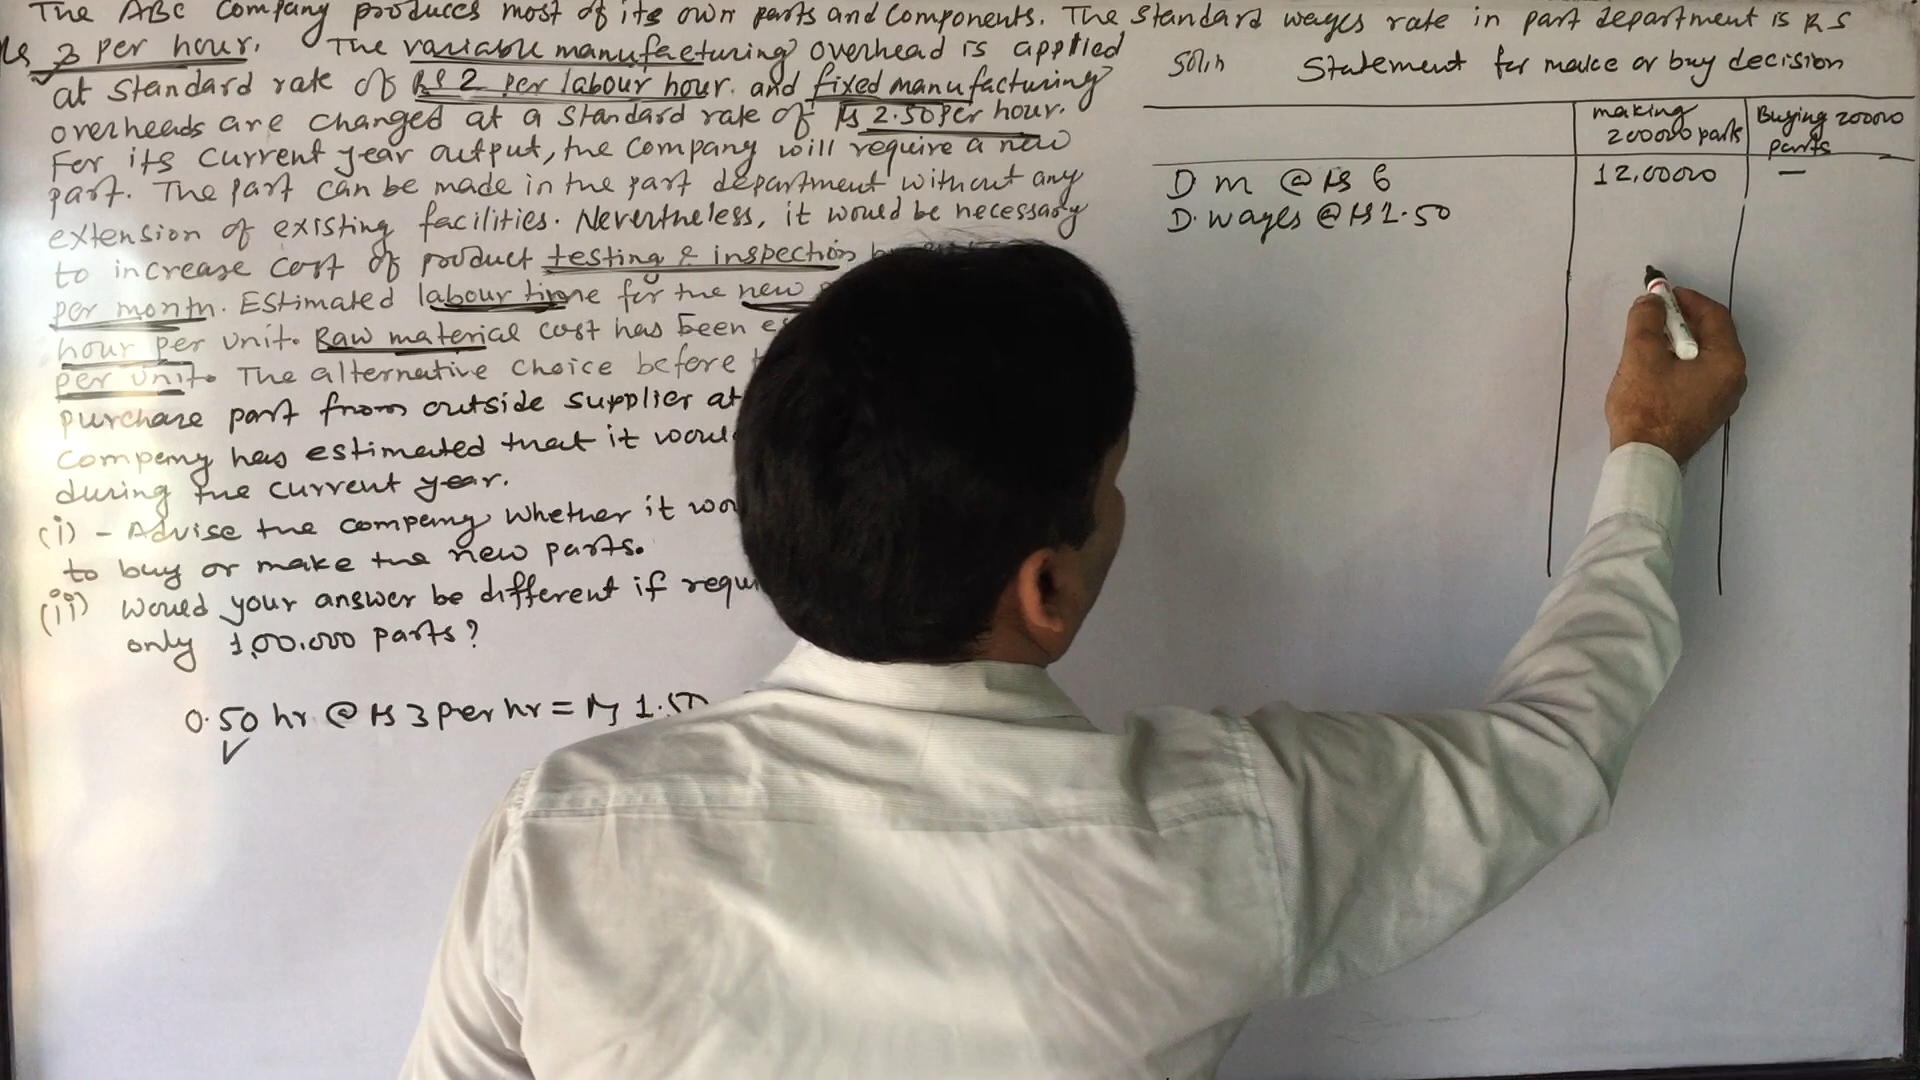 The ABC Company produces most of its own parts and components. The standard wages rate in part department is RS
Rs 3 per hour. The variable manufacturing overhead is applied
at standard rate of Rs 2 per labour hour. and fixed manufacturing
overheads are changed at a standard rate of Rs 2.50 per hour.
For its current year output, the company will require a new
part. The part can be made in the part department without any
extension of existing facilities. Nevertheless, it would be necessary
to increase cost of product testing & inspection
per month. Estimated labour time for the new
hour per unit. Raw material cost has been
per unit. The alternative choice before
purchase part from outside supplier at
company has estimated that it
during the current year.
(i) - Advise the company whether it
to buy or make the new parts.
(ii) would your answer be different if
only 1,00,000 parts?
0.50 hr @ Rs 3 per hr = Rs 1.50
Soln Statement for make or buy decision
making 200000 parts
Buying 200000 parts
D m @ Rs 6 12,00000 —
D. wages @ Rs 1.50